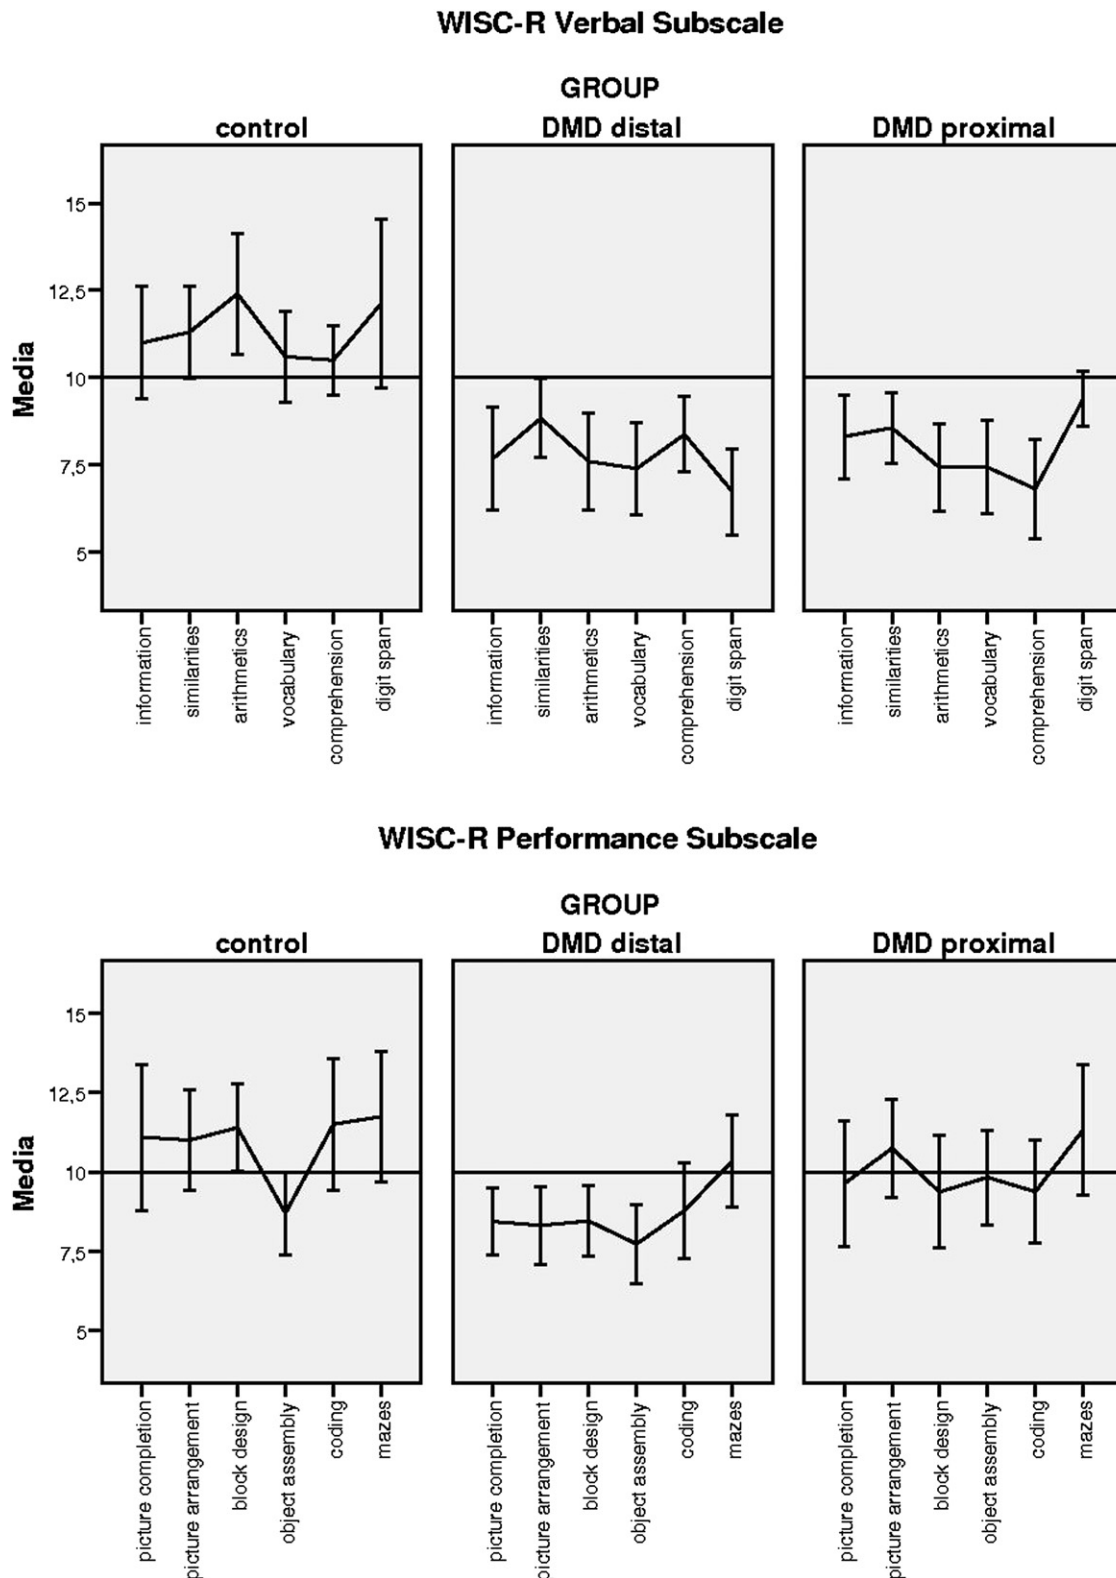 WISC-R Verbal Subscale
GROUP
control DMD distal DMD proximal
Media
15
12,5
10
7,5
5
information similarities arithmetics vocabulary comprehension digit span
information similarities arithmetics vocabulary comprehension digit span
information similarities arithmetics vocabulary comprehension digit span
WISC-R Performance Subscale
GROUP
control DMD distal DMD proximal
Media
15
12,5
10
7,5
5
picture completion picture arrangement block design object assembly coding mazes
picture completion picture arrangement block design object assembly coding mazes
picture completion picture arrangement block design object assembly coding mazes